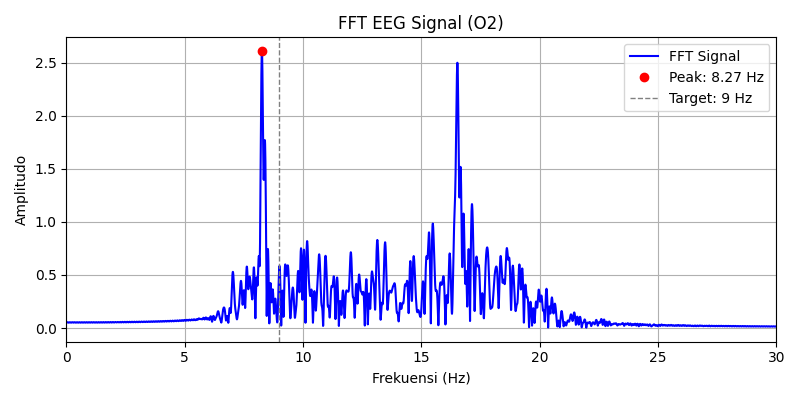 FFT EEG Signal (O2)
Amplitudo
2.5
2.0
1.5
1.0
0.5
0.0
FFT Signal
Peak: 8.27 Hz
Target: 9 Hz
0 5 10 15 20 25 30
Frekuensi (Hz)